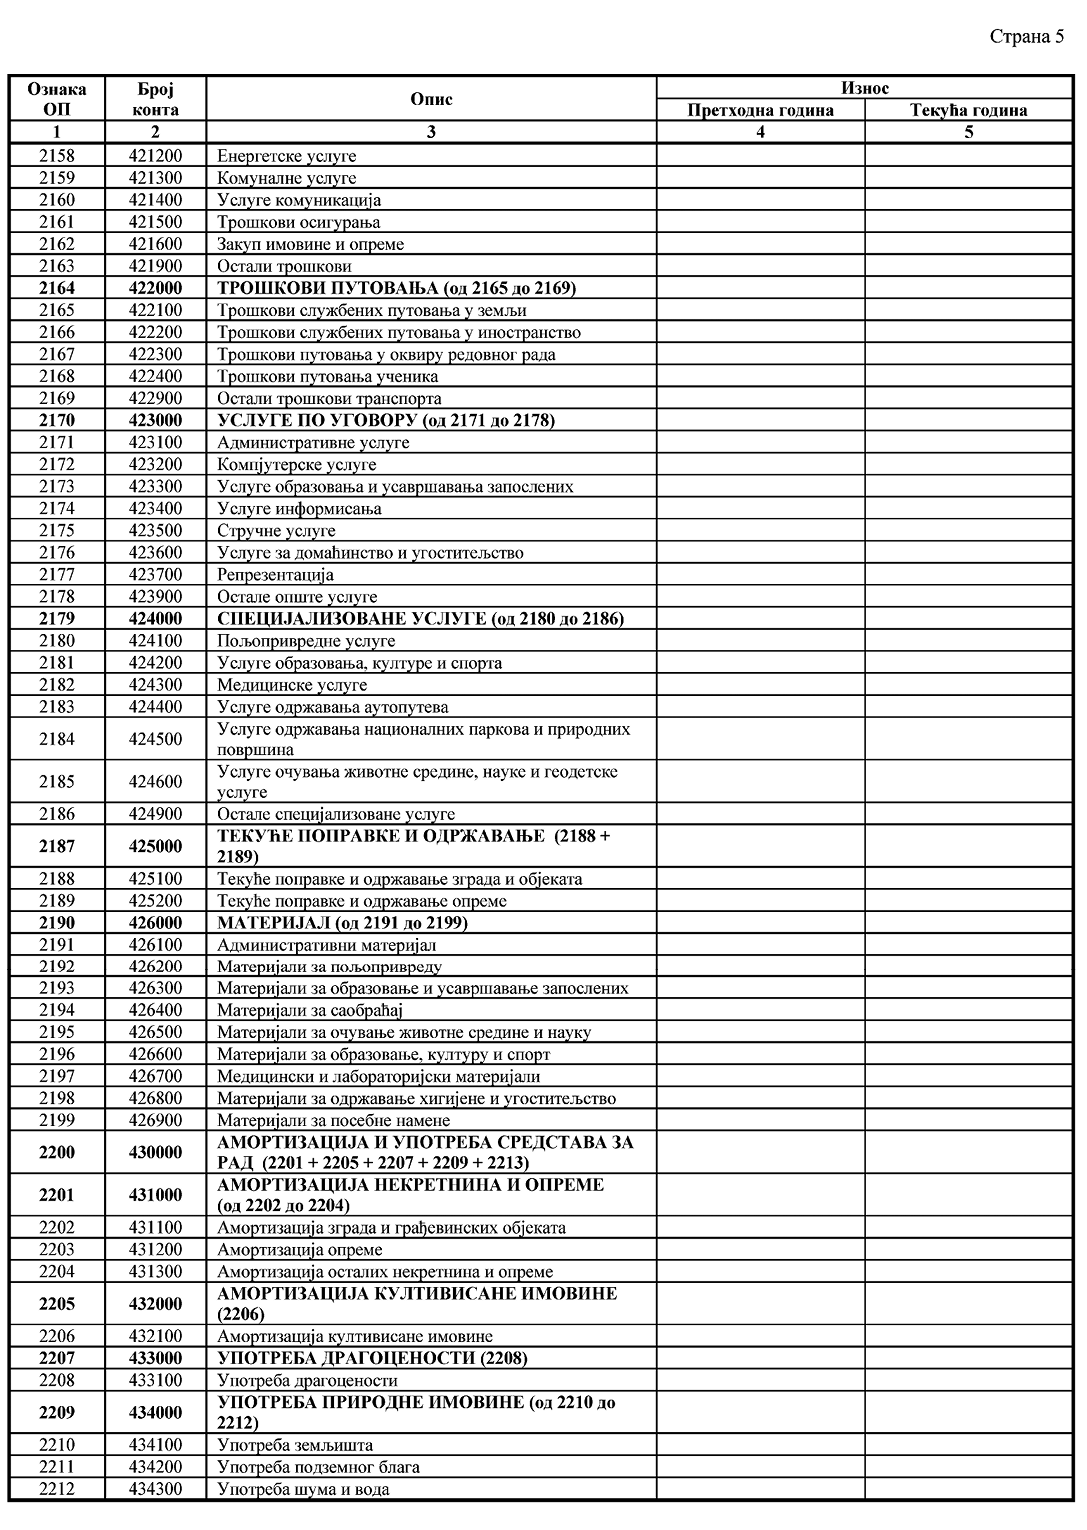 Страна 5
Ознака ОП | Број конта | Опис | Износ
Претходна година | Текућа година
1 | 2 | 3 | 4 | 5
2158 | 421200 | Енергетске услуге
2159 | 421300 | Комуналне услуге
2160 | 421400 | Услуге комуникација
2161 | 421500 | Трошкови осигурања
2162 | 421600 | Закуп имовине и опреме
2163 | 421900 | Остали трошкови
2164 | 422000 | ТРОШКОВИ ПУТОВАЊА (од 2165 до 2169)
2165 | 422100 | Трошкови службених путовања у земљи
2166 | 422200 | Трошкови службених путовања у иностранство
2167 | 422300 | Трошкови путовања у оквиру редовног рада
2168 | 422400 | Трошкови путовања ученика
2169 | 422900 | Остали трошкови транспорта
2170 | 423000 | УСЛУГЕ ПО УГОВОРУ (од 2171 до 2178)
2171 | 423100 | Административне услуге
2172 | 423200 | Компјутерске услуге
2173 | 423300 | Услуге образовања и усавршавања запослених
2174 | 423400 | Услуге информисања
2175 | 423500 | Стручне услуге
2176 | 423600 | Услуге за домаћинство и угоститељство
2177 | 423700 | Репрезентација
2178 | 423900 | Остале опште услуге
2179 | 424000 | СПЕЦИЈАЛИЗОВАНЕ УСЛУГЕ (од 2180 до 2186)
2180 | 424100 | Пољопривредне услуге
2181 | 424200 | Услуге образовања, културе и спорта
2182 | 424300 | Медицинске услуге
2183 | 424400 | Услуге одржавања аутопутева
2184 | 424500 | Услуге одржавања националних паркова и природних
површина
2185 | 424600 | Услуге очувања животне средине, науке и геодетске
услуге
2186 | 424900 | Остале специјализоване услуге
2187 | 425000 | ТЕКУЋЕ ПОПРАВКЕ И ОДРЖАВАЊЕ (2188 +
2189)
2188 | 425100 | Текуће поправке и одржавање зграда и објеката
2189 | 425200 | Текуће поправке и одржавање опреме
2190 | 426000 | МАТЕРИЈАЛ (од 2191 до 2199)
2191 | 426100 | Административни материјал
2192 | 426200 | Материјали за пољопривреду
2193 | 426300 | Материјали за образовање и усавршавање запослених
2194 | 426400 | Материјали за саобраћај
2195 | 426500 | Материјали за очување животне средине и науку
2196 | 426600 | Материјали за образовање, културу и спорт
2197 | 426700 | Медицински и лабораторијски материјали
2198 | 426800 | Материјали за одржавање хигијене и угоститељство
2199 | 426900 | Материјали за посебне намене
2200 | 430000 | АМОРТИЗАЦИЈА И УПОТРЕБА СРЕДСТАВА ЗА
РАД (2201 + 2205 + 2207 + 2209 + 2213)
2201 | 431000 | АМОРТИЗАЦИЈА НЕКРЕТНИНА И ОПРЕМЕ
(од 2202 до 2204)
2202 | 431100 | Амортизација зграда и грађевинских објеката
2203 | 431200 | Амортизација опреме
2204 | 431300 | Амортизација осталих некретнина и опреме
2205 | 432000 | АМОРТИЗАЦИЈА КУЛТИВИСАНЕ ИМОВИНЕ
(2206)
2206 | 432100 | Амортизација култивисане имовине
2207 | 433000 | УПОТРЕБА ДРАГОЦЕНОСТИ (2208)
2208 | 433100 | Употреба драгоцености
2209 | 434000 | УПОТРЕБА ПРИРОДНЕ ИМОВИНЕ (од 2210 до
2212)
2210 | 434100 | Употреба земљишта
2211 | 434200 | Употреба подземног блага
2212 | 434300 | Употреба шума и вода